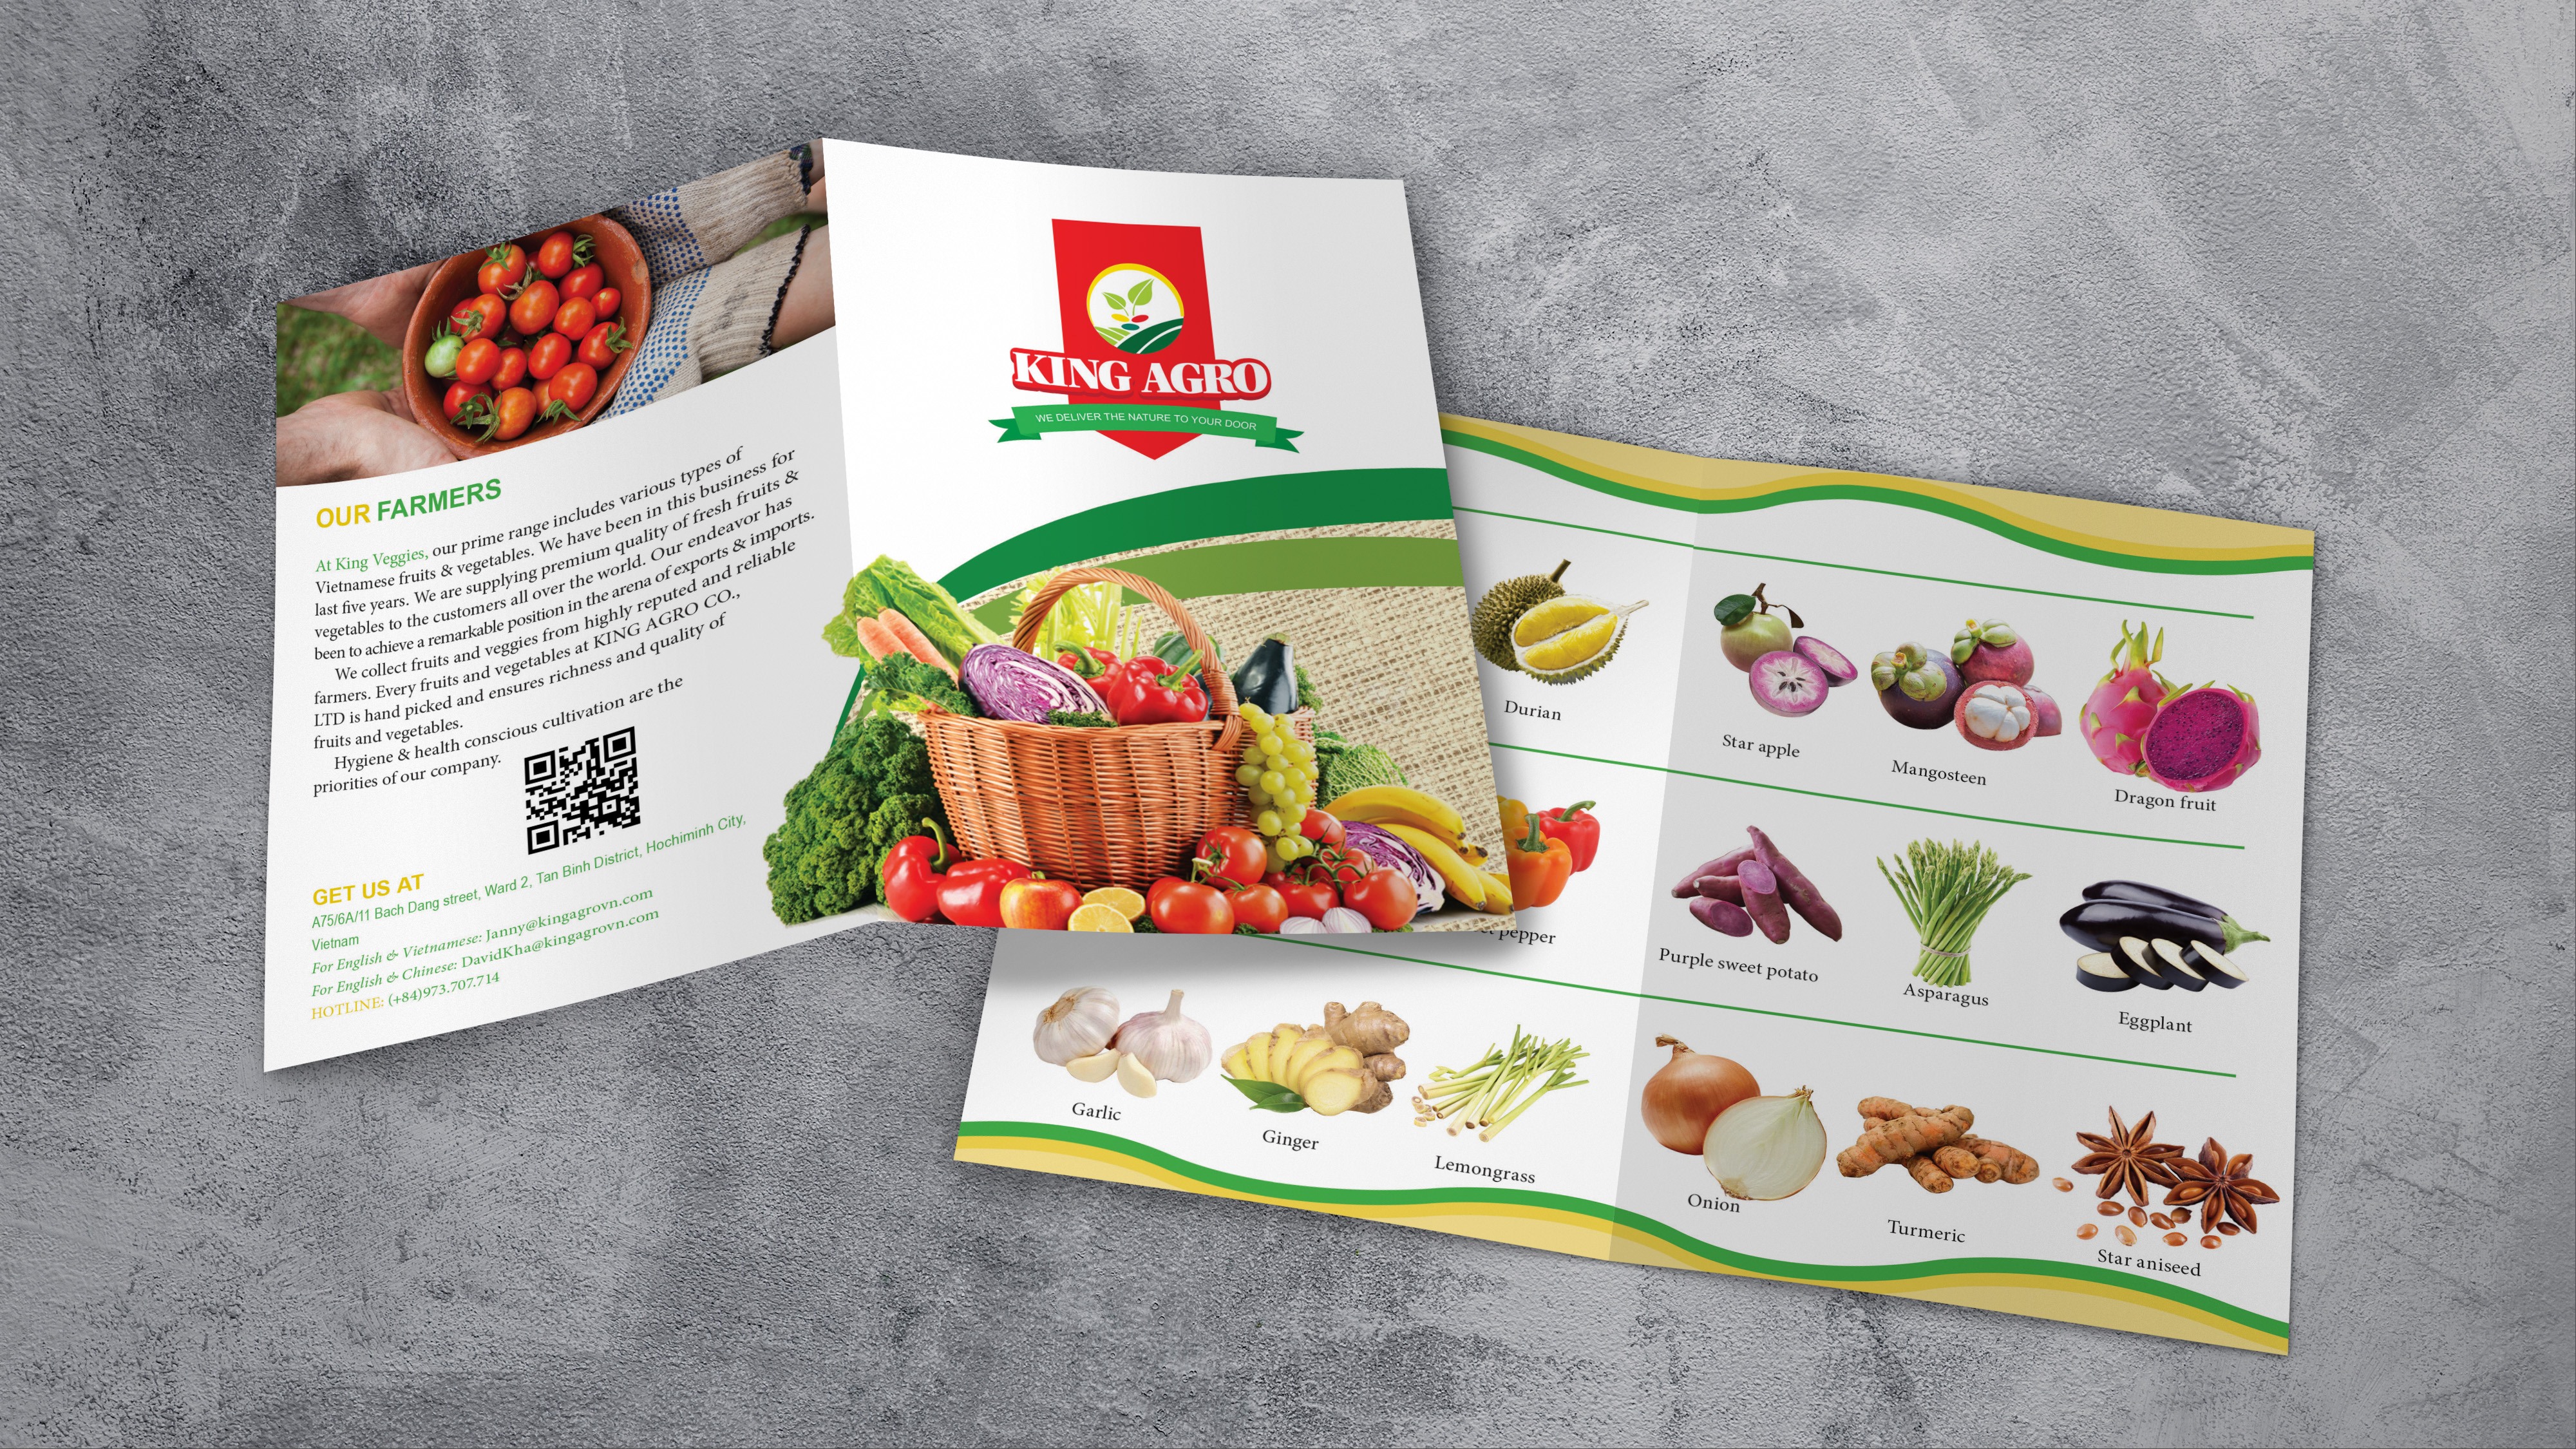 OUR FARMERS
At King Veggies, our prime range includes various types of
Vietnamese fruits & vegetables. We have been in this business for
last five years. We are supplying premium quality of fresh fruits &
vegetables to the customers all over the world. Our endeavor has
been to achieve a remarkable position in the arena of exports & imports.
We collect fruits and veggies from highly reputed and reliable
farmers. Every fruits and vegetables at KING AGRO CO.,
LTD is hand picked and ensures richness and quality of
fruits and vegetables.
Hygiene & health conscious cultivation are the
priorities of our company.
GET US AT
A75/6A/11 Bach Dang street, Ward 2, Tan Binh District, Hochiminh City,
Vietnam
For English & Vietnamese: Janny@kingagrovn.com
For English & Chinese: DavidKha@kingagrovn.com
HOTLINE: (+84)973.707.714
KING AGRO
WE DELIVER THE NATURE TO YOUR DOOR
Durian
Star apple
Mangosteen
Dragon fruit
pepper
Purple sweet potato
Asparagus
Eggplant
Garlic
Ginger
Lemongrass
Onion
Turmeric
Star aniseed